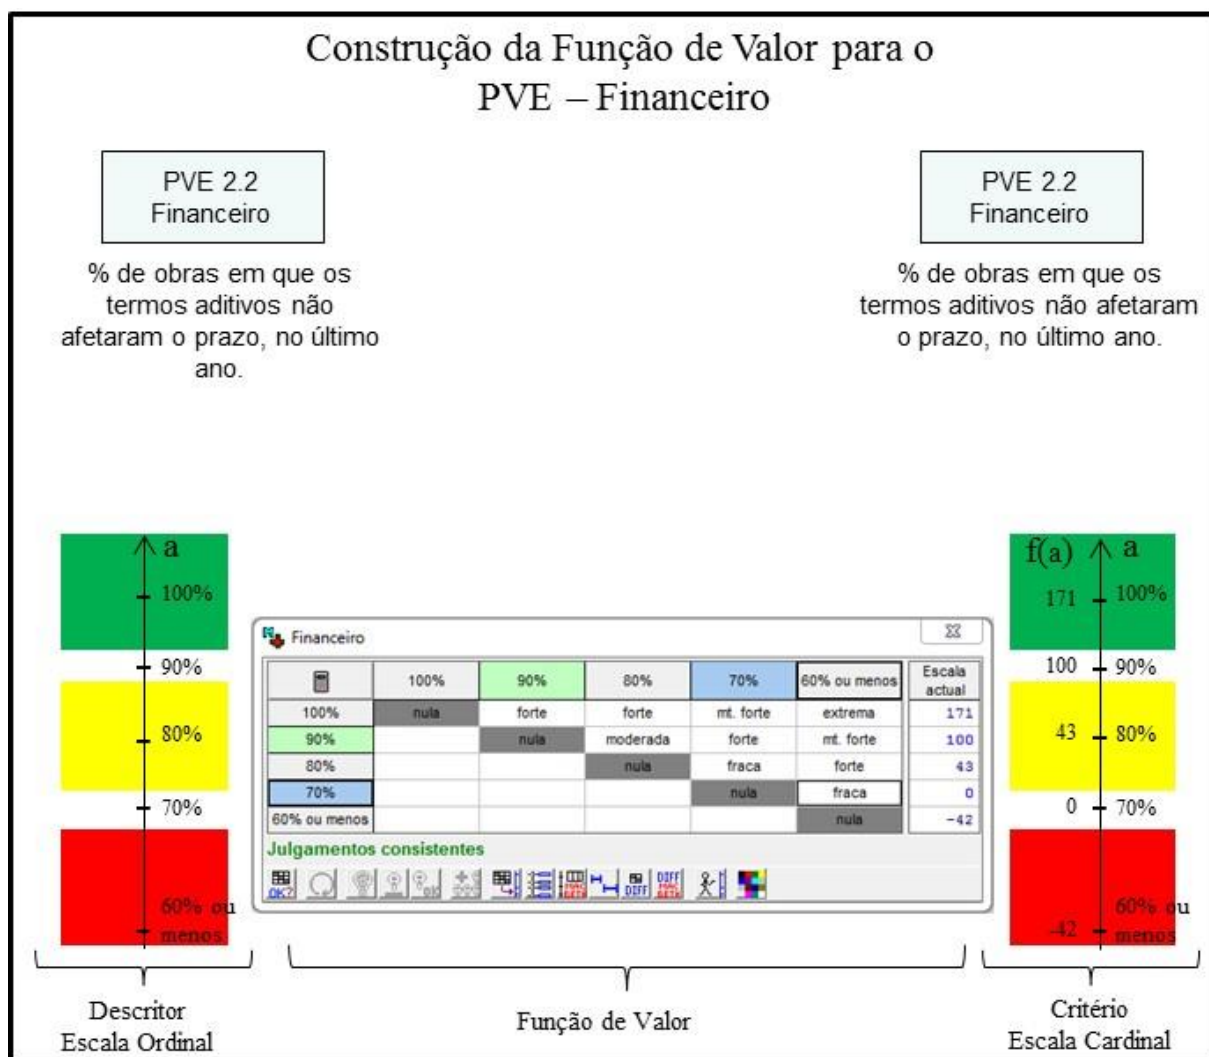 Construção da Função de Valor para o
PVE – Financeiro
PVE 2.2
Financeiro
% de obras em que os
termos aditivos não
afetaram o prazo, no último
ano.
PVE 2.2
Financeiro
% de obras em que os
termos aditivos não afetaram
o prazo, no último ano.
a
100%
90%
80%
70%
60% ou
menos
Financeiro
100% 90% 80% 70% 60% ou menos Escala
actual
100% nula forte forte mt. forte extrema 171
90% nula moderada forte mt. forte 100
80% nula fraca forte 43
70% nula fraca 0
60% ou menos nula -42
Julgamentos consistentes
OK? OK DIFF DIFF
f(a) a
171 100%
100 90%
43 80%
0 70%
-42 60% ou
menos
Descritor
Escala Ordinal
Função de Valor
Critério
Escala Cardinal